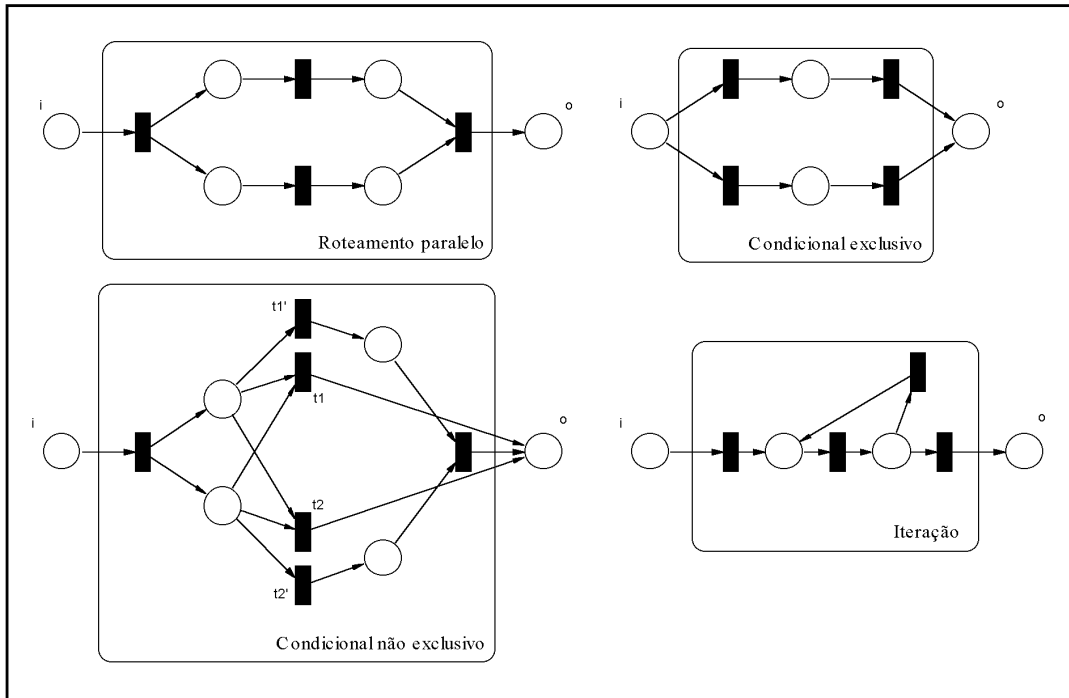 i
o
Roteamento paralelo
i
o
Condicional exclusivo
t1'
t1
i
o
t2
t2'
Condicional não exclusivo
i
o
Iteração